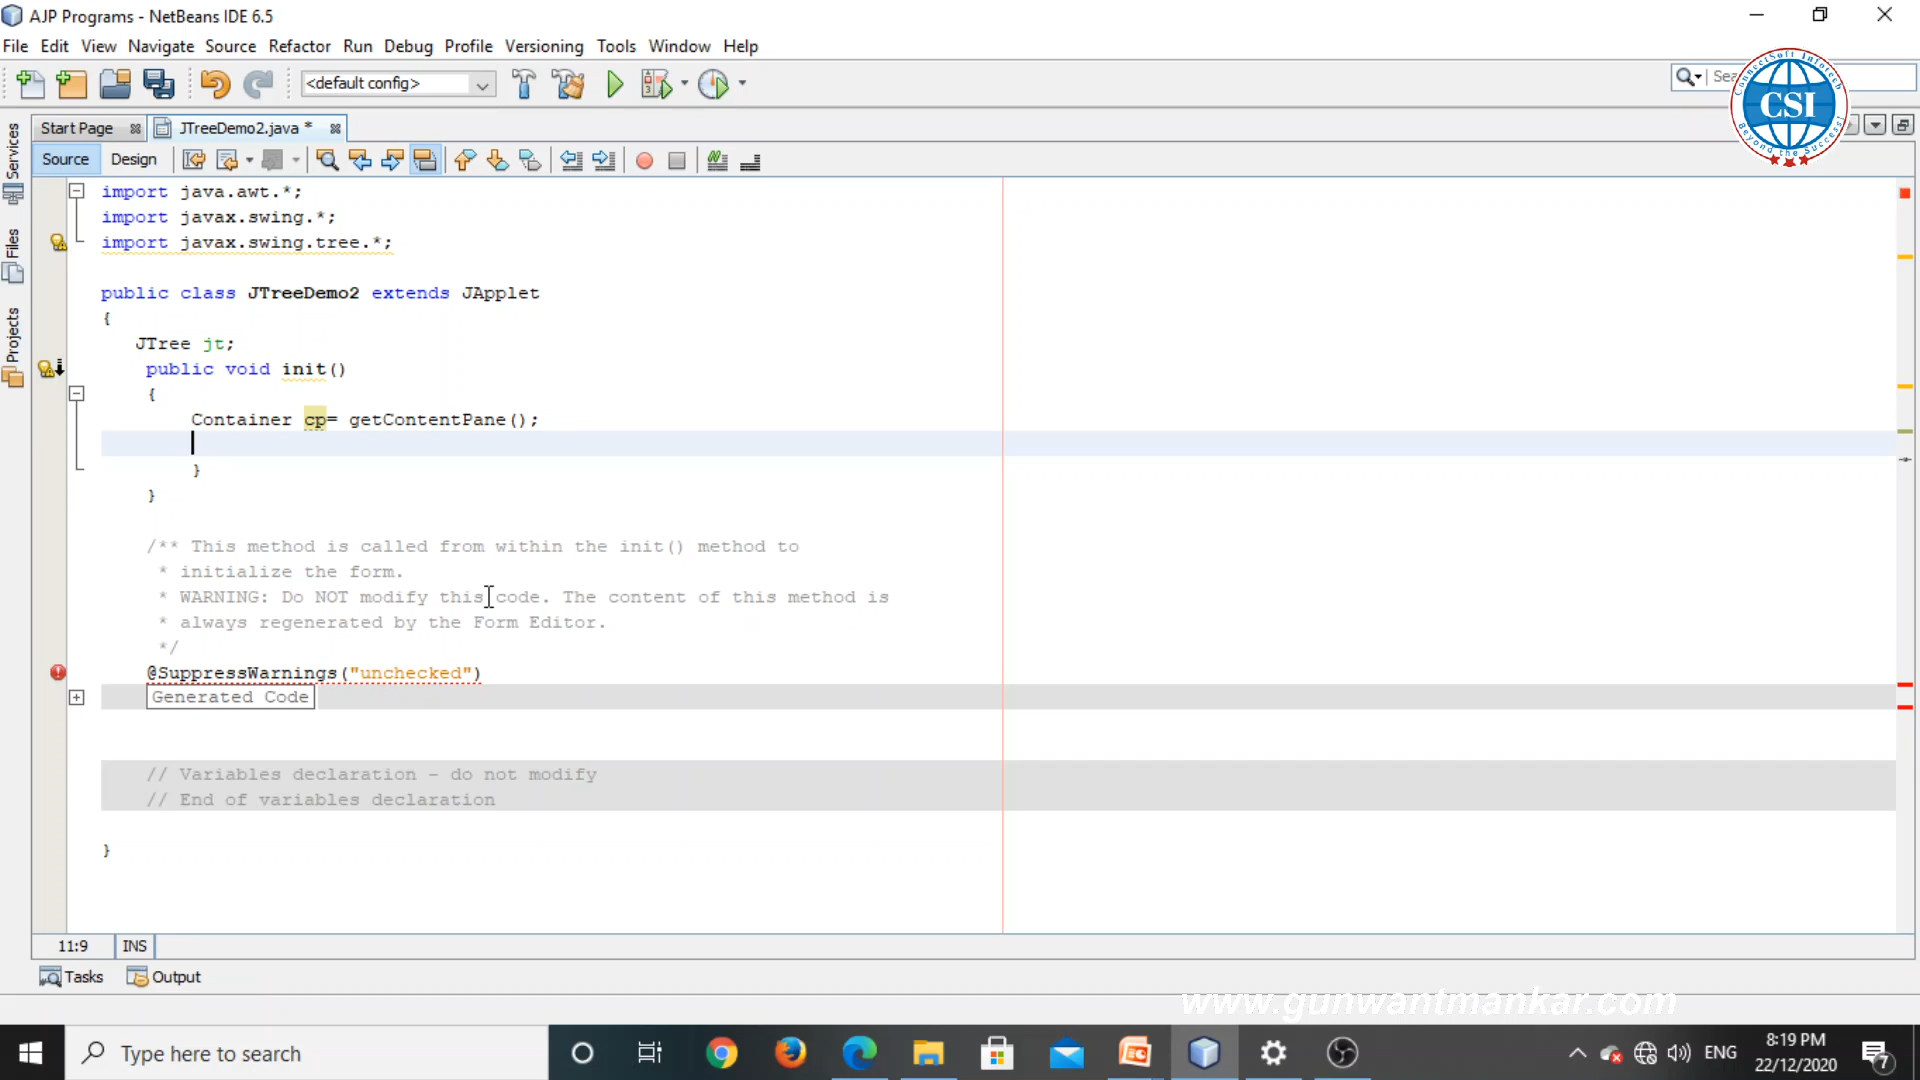 AJP Programs - NetBeans IDE 6.5
File Edit View Navigate Source Refactor Run Debug Profile Versioning Tools Window Help
<default config>
ConnectSoft Infotech
CSI
Beyond the Success!
Start Page
JTreeDemo2.java *
Source Design
Services
Files
Projects
import java.awt.*;
import javax.swing.*;
import javax.swing.tree.*;
public class JTreeDemo2 extends JApplet
{
JTree jt;
public void init()
{
Container cp= getContentPane();
}
}
/** This method is called from within the init() method to
* initialize the form.
* WARNING: Do NOT modify this code. The content of this method is
* always regenerated by the Form Editor.
*/
@SuppressWarnings("unchecked")
Generated Code
// Variables declaration - do not modify
// End of variables declaration
}
11:9 INS
Tasks Output
www.gunwantmankar.com
Type here to search
ENG
8:19 PM
22/12/2020
7